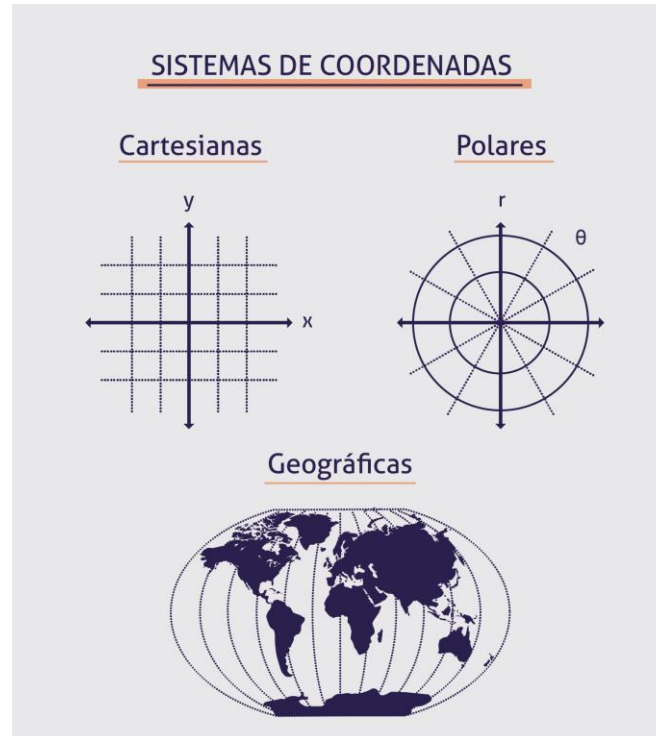 SISTEMAS DE COORDENADAS
Cartesianas
Polares
y
x
r
θ
Geográficas